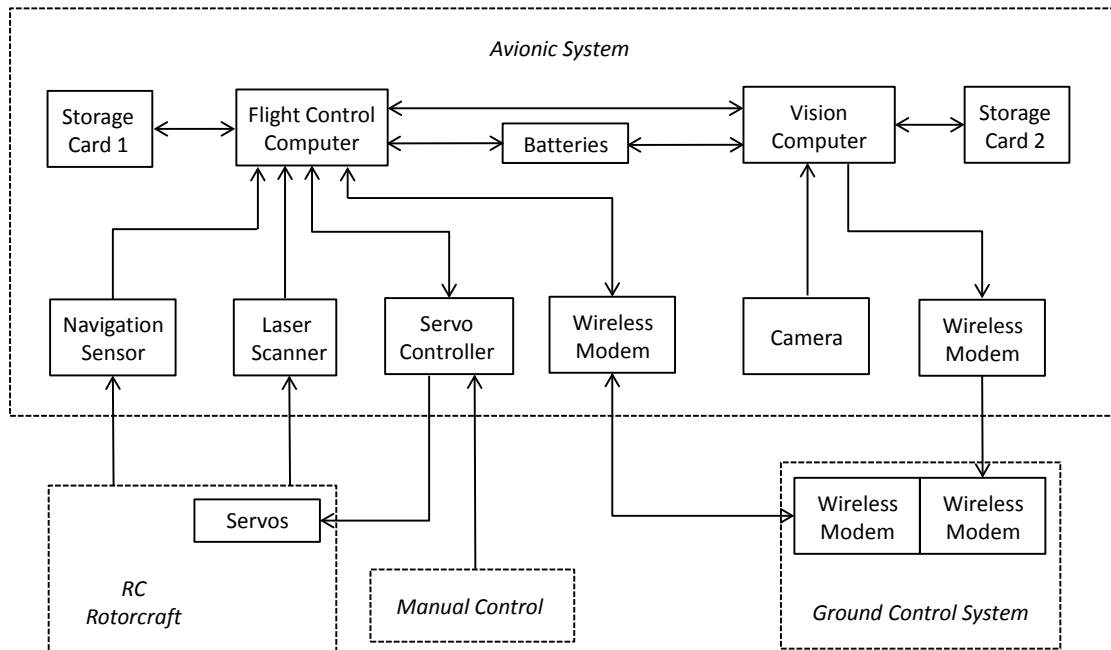 Avionic System
Storage
Card 1
Flight Control
Computer
Batteries
Vision
Computer
Storage
Card 2
Navigation
Sensor
Laser
Scanner
Servo
Controller
Wireless
Modem
Camera
Wireless
Modem
Servos
RC
Rotorcraft
Manual Control
Wireless
Modem
Wireless
Modem
Ground Control System